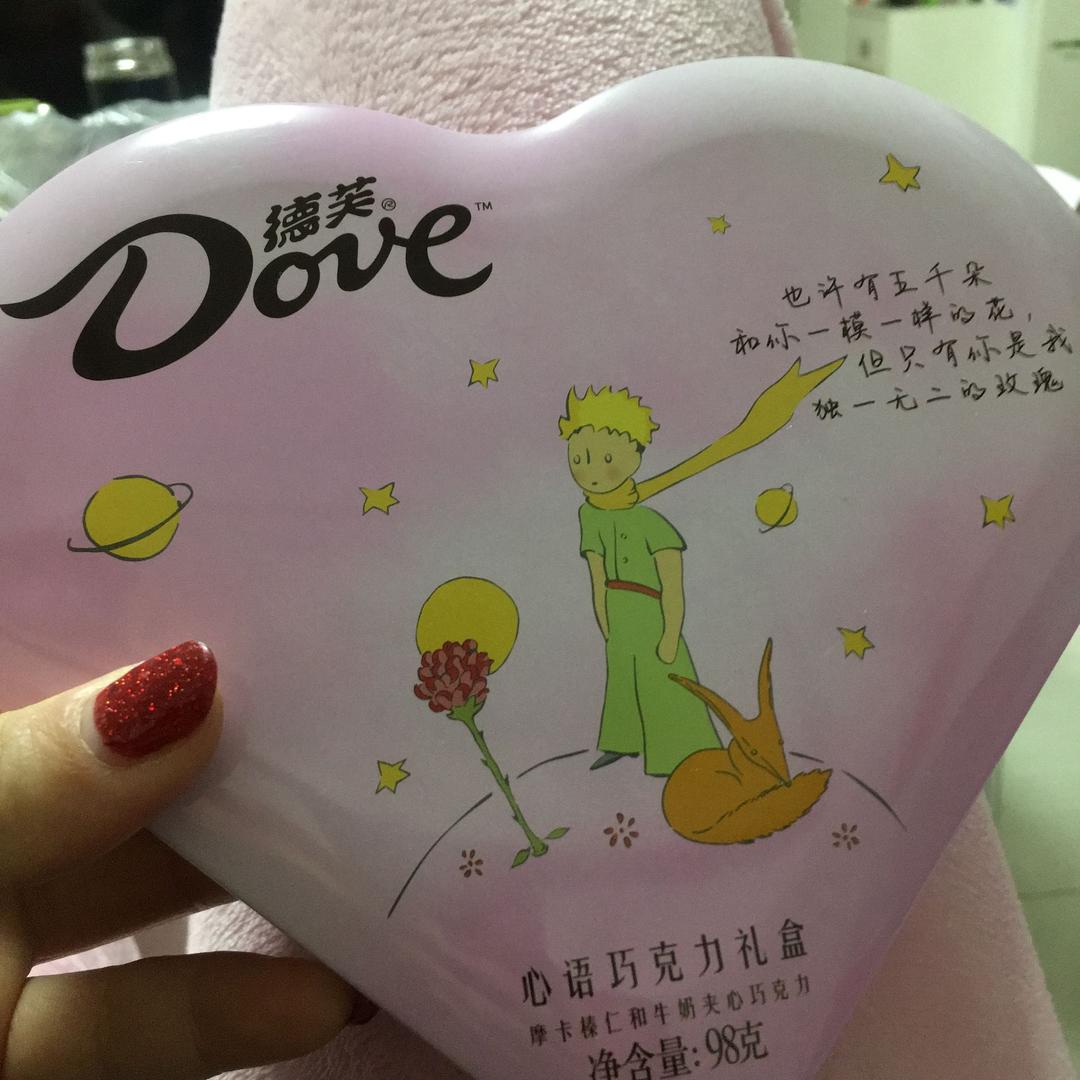 德芙®
Dove™
也许有五千朵
和你一模一样的花,
但只有你是我
独一无二的玫瑰
心语巧克力礼盒
摩卡榛仁和牛奶夹心巧克力
净含量:98克